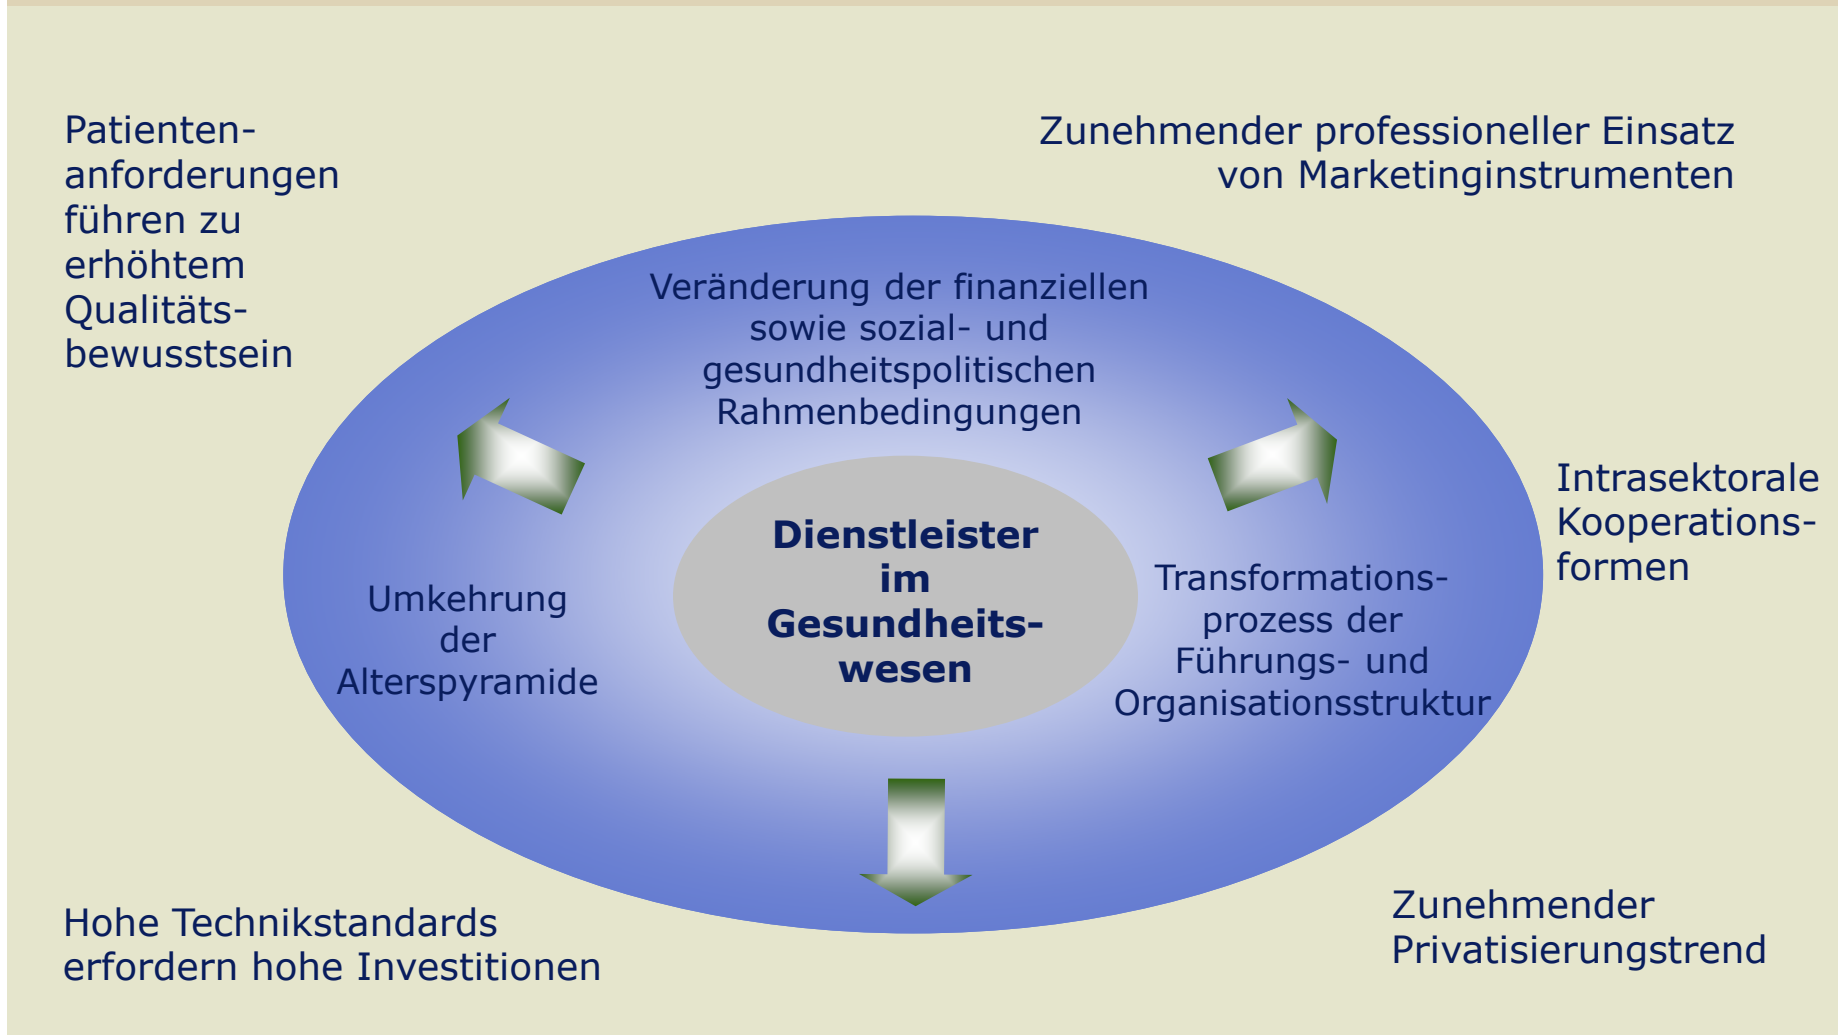 Patienten-
anforderungen
führen zu
erhöhtem
Qualitäts-
bewusstsein
Zunehmender professioneller Einsatz
von Marketinginstrumenten
Veränderung der finanziellen
sowie sozial- und
gesundheitspolitischen
Rahmenbedingungen
Intrasektorale
Kooperations-
formen
Dienstleister
im
Gesundheits-
wesen
Umkehrung
der
Alterspyramide
Transformations-
prozess der
Führungs- und
Organisationsstruktur
Hohe Technikstandards
erfordern hohe Investitionen
Zunehmender
Privatisierungstrend